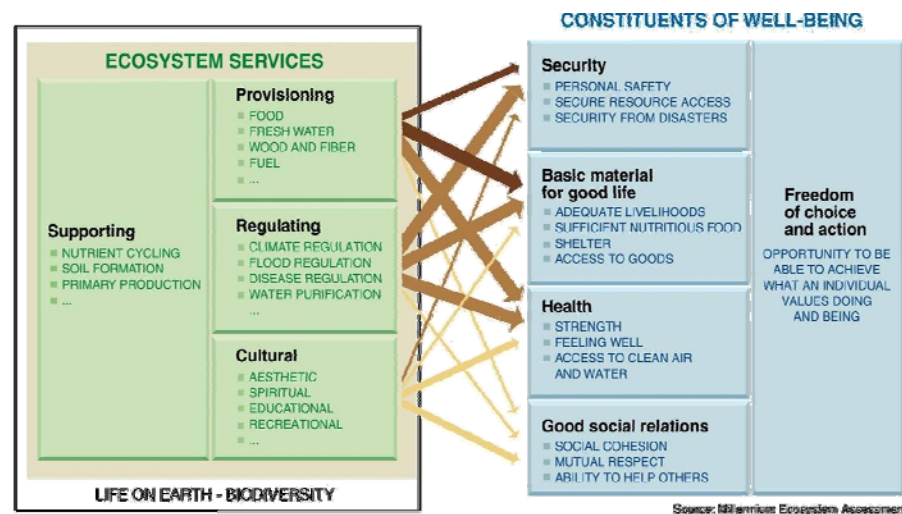 CONSTITUENTS OF WELL-BEING
ECOSYSTEM SERVICES
Supporting
NUTRIENT CYCLING
SOIL FORMATION
PRIMARY PRODUCTION
...
Provisioning
FOOD
FRESH WATER
WOOD AND FIBER
FUEL
...
Regulating
CLIMATE REGULATION
FLOOD REGULATION
DISEASE REGULATION
WATER PURIFICATION
...
Cultural
AESTHETIC
SPIRITUAL
EDUCATIONAL
RECREATIONAL
...
LIFE ON EARTH - BIODIVERSITY
Security
PERSONAL SAFETY
SECURE RESOURCE ACCESS
SECURITY FROM DISASTERS
Basic material
for good life
ADEQUATE LIVELIHOODS
SUFFICIENT NUTRITIOUS FOOD
SHELTER
ACCESS TO GOODS
Health
STRENGTH
FEELING WELL
ACCESS TO CLEAN AIR
AND WATER
Good social relations
SOCIAL COHESION
MUTUAL RESPECT
ABILITY TO HELP OTHERS
Freedom
of choice
and action
OPPORTUNITY TO BE
ABLE TO ACHIEVE
WHAT AN INDIVIDUAL
VALUES DOING
AND BEING
Source: Millennium Ecosystem Assessmen